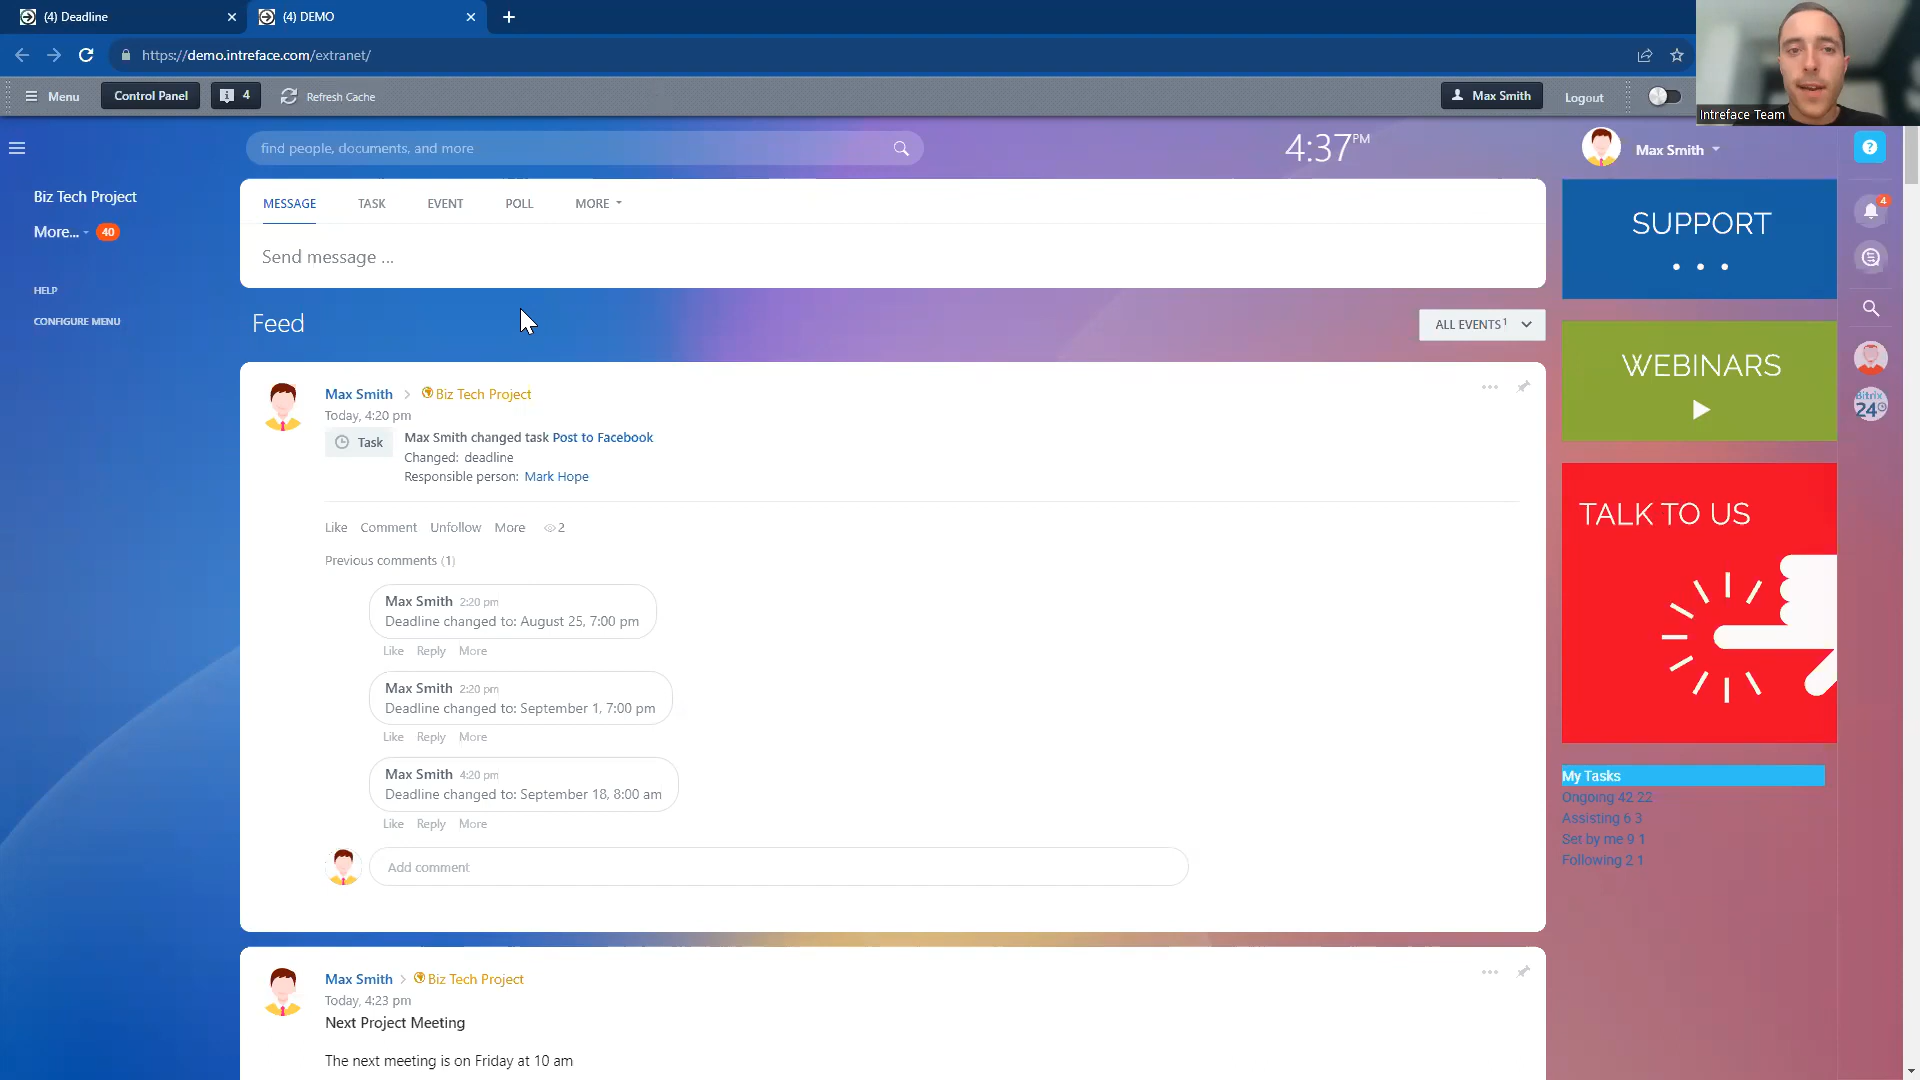 (4) Deadline
(4) DEMO
https://demo.intreface.com/extranet/
Menu
Control Panel
4
Refresh Cache
Max Smith
Logout
Intreface Team
find people, documents, and more
4:37 PM
Max Smith
Biz Tech Project
More... 40
HELP
CONFIGURE MENU
MESSAGE TASK EVENT POLL MORE
Send message ...
Feed
ALL EVENTS 1
Max Smith > Biz Tech Project
Today, 4:20 pm
Task
Max Smith changed task Post to Facebook
Changed: deadline
Responsible person: Mark Hope
Like Comment Unfollow More 2
Previous comments (1)
Max Smith 2:20 pm
Deadline changed to: August 25, 7:00 pm
Like Reply More
Max Smith 2:20 pm
Deadline changed to: September 1, 7:00 pm
Like Reply More
Max Smith 4:20 pm
Deadline changed to: September 18, 8:00 am
Like Reply More
Add comment
Max Smith > Biz Tech Project
Today, 4:23 pm
Next Project Meeting
The next meeting is on Friday at 10 am
SUPPORT
WEBINARS
TALK TO US
My Tasks
Ongoing 42 22
Assisting 6 3
Set by me 9 1
Following 2 1
?
4
Bitrix
24